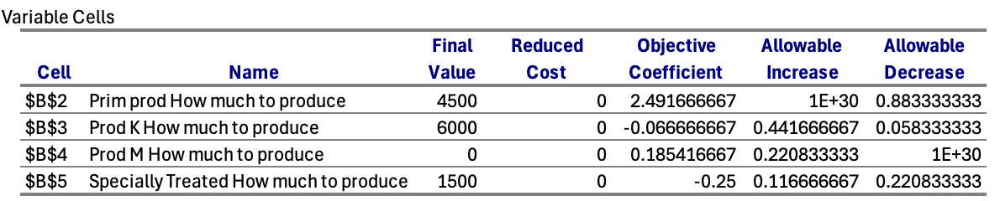 Variable Cells
Final Reduced Objective Allowable Allowable
Cell Name Value Cost Coefficient Increase Decrease
$B$2 Prim prod How much to produce 4500 0 2.491666667 1E+30 0.883333333
$B$3 Prod K How much to produce 6000 0 -0.066666667 0.441666667 0.058333333
$B$4 Prod M How much to produce 0 0 0.185416667 0.220833333 1E+30
$B$5 Specially Treated How much to produce 1500 0 -0.25 0.116666667 0.220833333